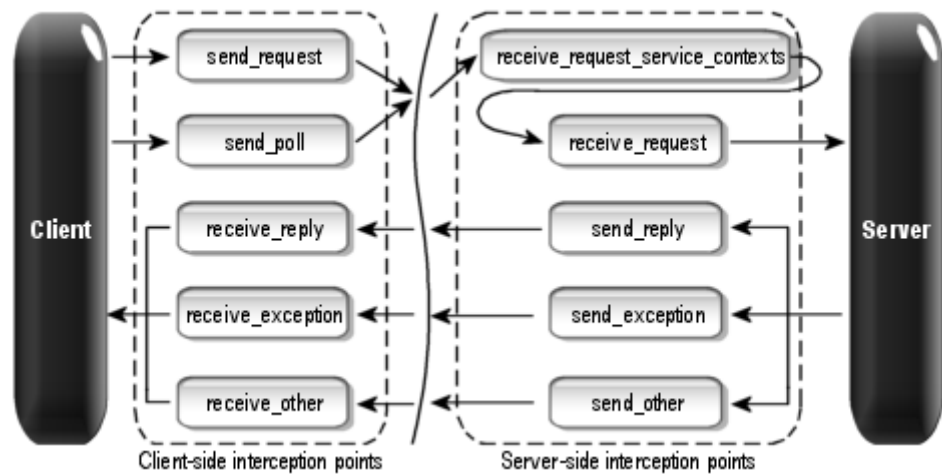 send_request
receive_request_service_contexts
send_poll
receive_request
Client
receive_reply
send_reply
Server
receive_exception
send_exception
receive_other
send_other
Client-side interception points
Server-side interception points